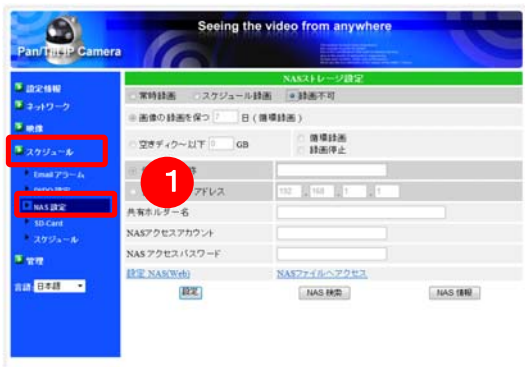 Seeing the video from anywhere
Pan/Tilt IP Camera
設定情報
ネットワーク
映像
スケジュール
Email アラーム
NAS 設定
SD-Card
スケジュール
管理
言語: 日本語
NASストレージ設定
常時録画 スケジュール録画 録画不可
画像の録画を保つ 7 日 (循環録画)
空きディク～以下 0 GB
循環録画
録画停止
1
アドレス 192 . 168 . 1 . 1
共有ホルダー名
NASアクセスアカウント
NASアクセスパスワード
設定 NAS(Web) NASファイルへアクセス
設定 NAS 検索 NAS 情報